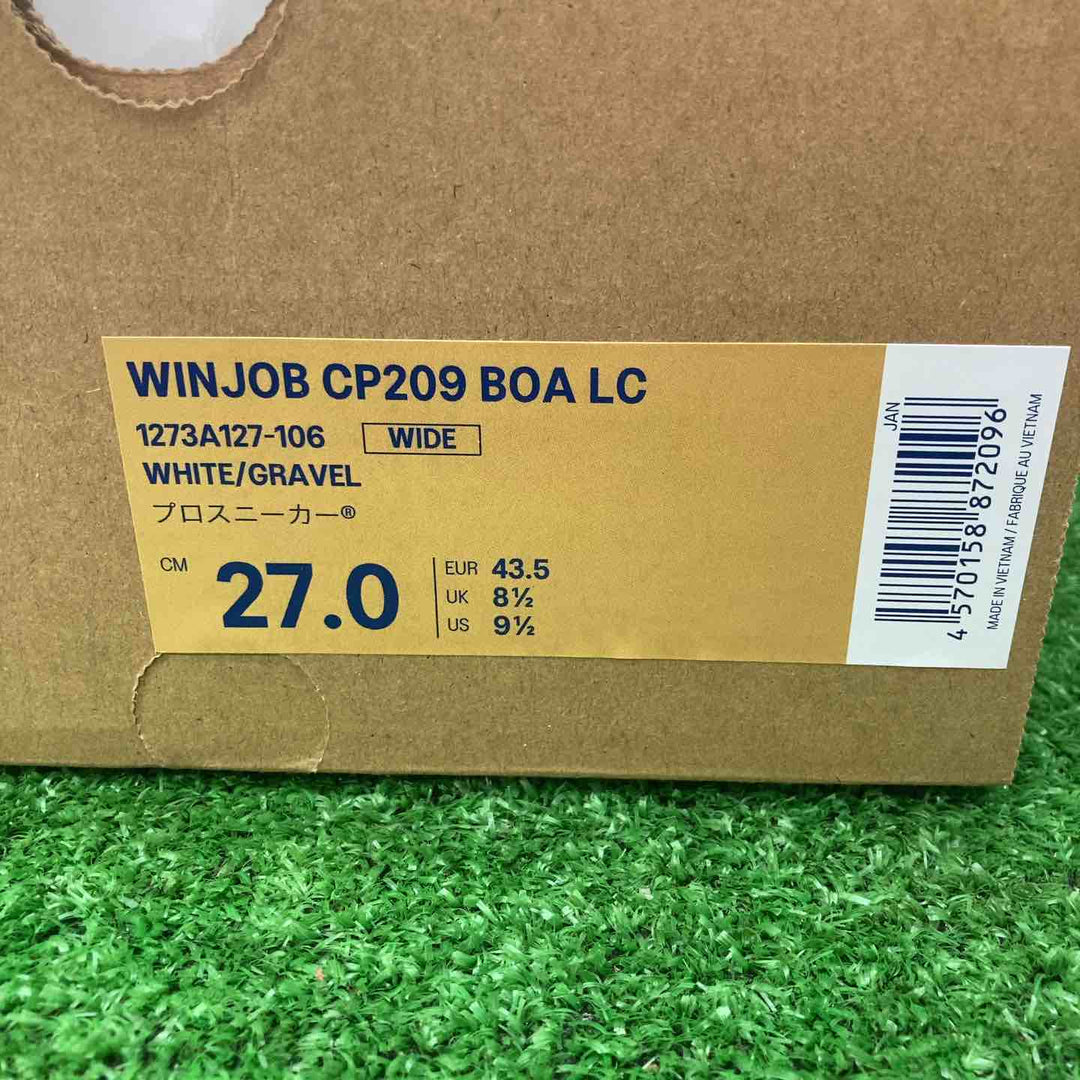 WINJOB CP209 BOA LC
1273A127-106 WIDE
WHITE/GRAVEL
プロスニーカー®
CM 27.0
EUR 43.5
UK 8½
US 9½
JAN
4 570158 872096
MADE IN VIETNAM / FABRIQUE AU VIETNAM